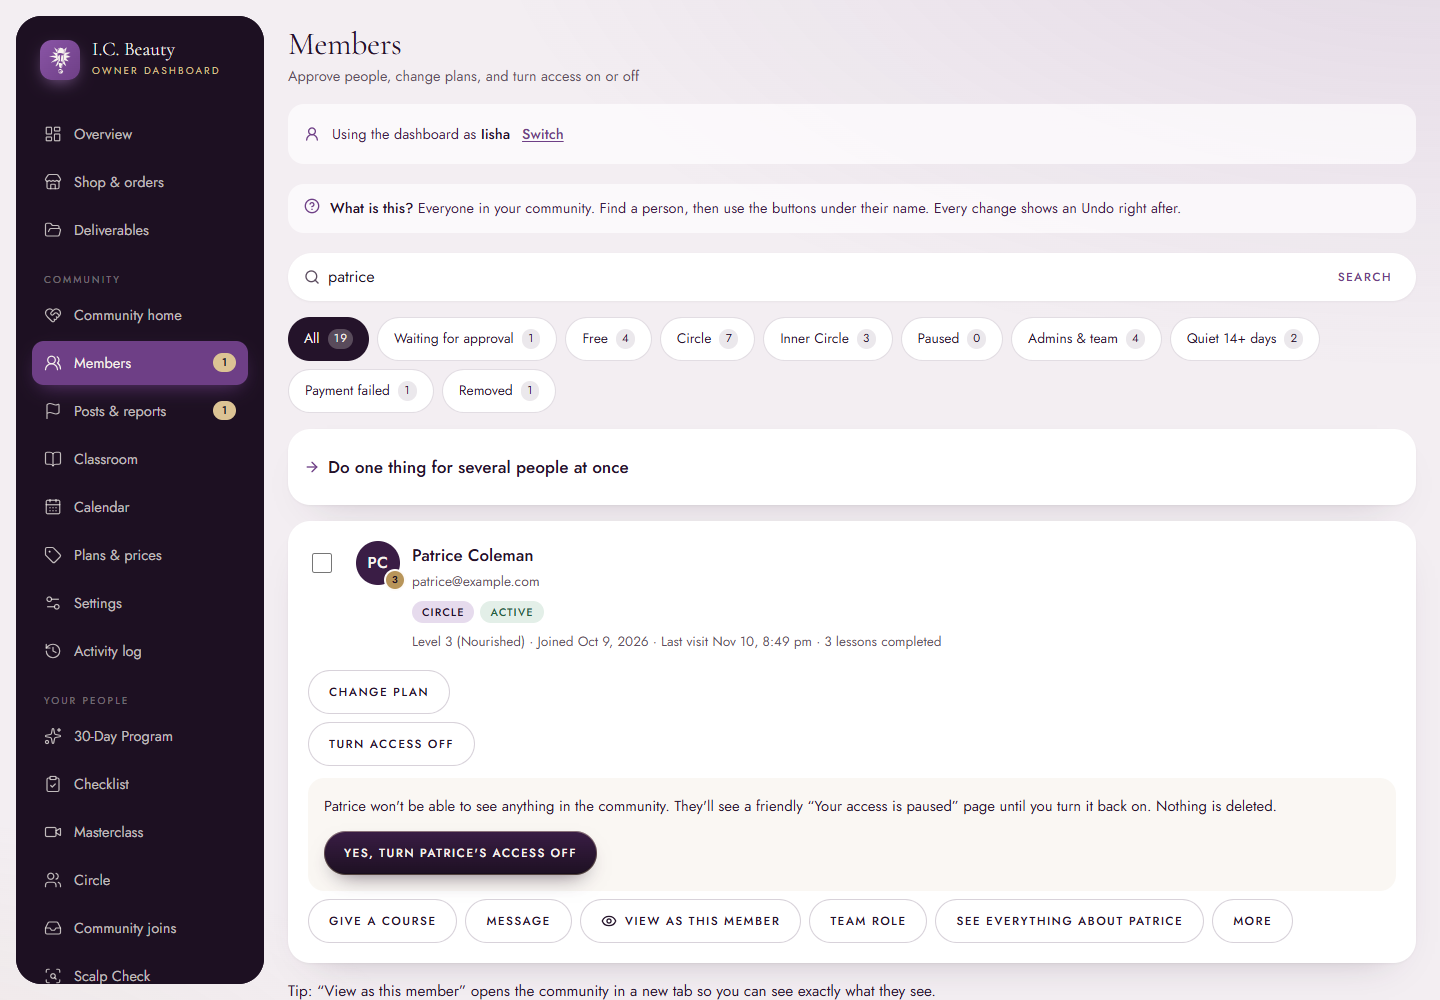 I.C. Beauty
OWNER DASHBOARD
Overview
Shop & orders
Deliverables
COMMUNITY
Community home
Members 1
Posts & reports 1
Classroom
Calendar
Plans & prices
Settings
Activity log
YOUR PEOPLE
30-Day Program
Checklist
Masterclass
Circle
Community joins
Scalp Check
Members
Approve people, change plans, and turn access on or off
Using the dashboard as Iisha Switch
What is this? Everyone in your community. Find a person, then use the buttons under their name. Every change shows an Undo right after.
patrice SEARCH
All 19 Waiting for approval 1 Free 4 Circle 7 Inner Circle 3 Paused 0 Admins & team 4 Quiet 14+ days 2
Payment failed 1 Removed 1
Do one thing for several people at once
PC 3
Patrice Coleman
patrice@example.com
CIRCLE ACTIVE
Level 3 (Nourished) · Joined Oct 9, 2026 · Last visit Nov 10, 8:49 pm · 3 lessons completed
CHANGE PLAN
TURN ACCESS OFF
Patrice won't be able to see anything in the community. They'll see a friendly “Your access is paused” page until you turn it back on. Nothing is deleted.
YES, TURN PATRICE'S ACCESS OFF
GIVE A COURSE MESSAGE VIEW AS THIS MEMBER TEAM ROLE SEE EVERYTHING ABOUT PATRICE MORE
Tip: “View as this member” opens the community in a new tab so you can see exactly what they see.